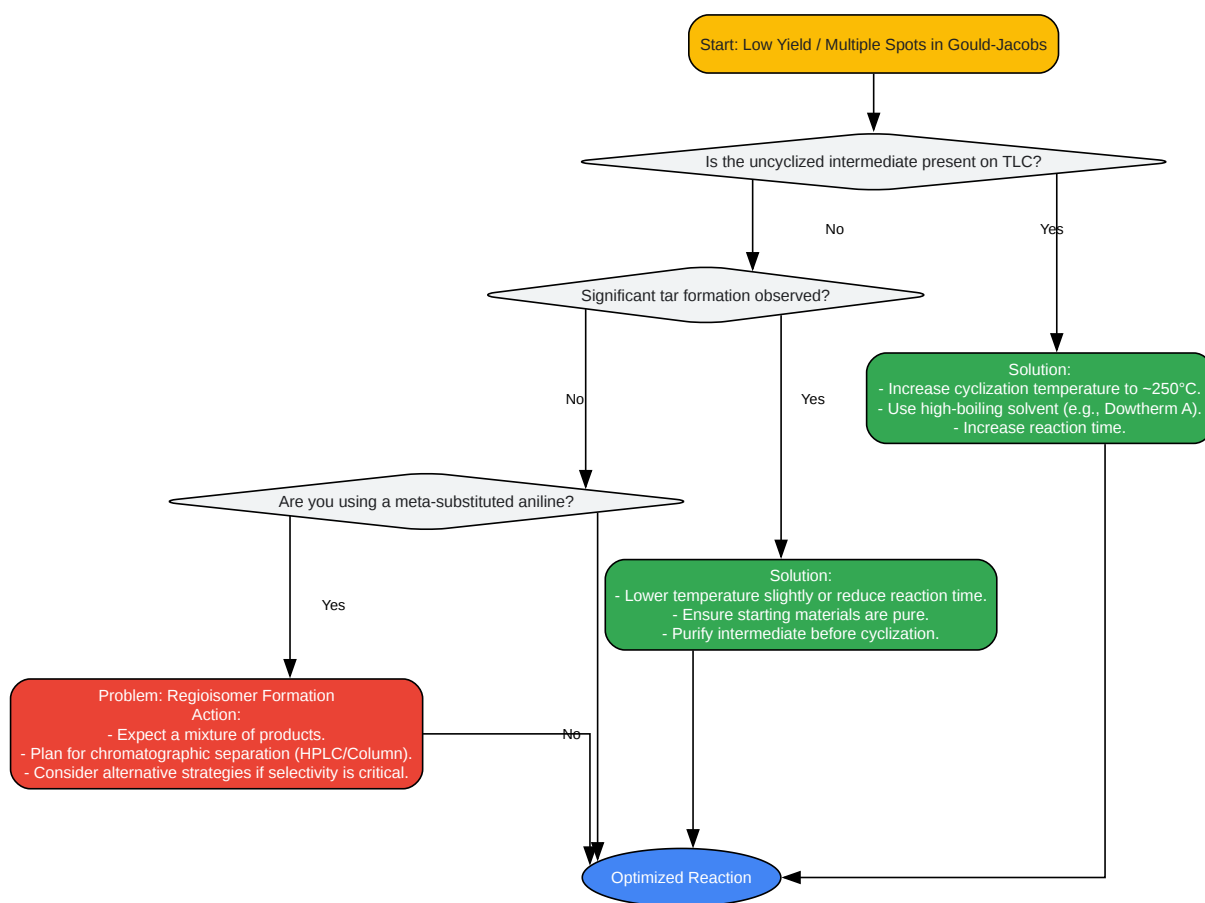 Start: Low Yield / Multiple Spots in Gould-Jacobs
Is the uncyclized intermediate present on TLC?
No
Yes
Significant tar formation observed?
No
Yes
Solution:
- Increase cyclization temperature to ~250°C.
- Use high-boiling solvent (e.g., Dowtherm A).
- Increase reaction time.
Are you using a meta-substituted aniline?
Yes
No
Solution:
- Lower temperature slightly or reduce reaction time.
- Ensure starting materials are pure.
- Purify intermediate before cyclization.
Problem: Regioisomer Formation
Action:
- Expect a mixture of products.
- Plan for chromatographic separation (HPLC/Column).
- Consider alternative strategies if selectivity is critical.
Optimized Reaction